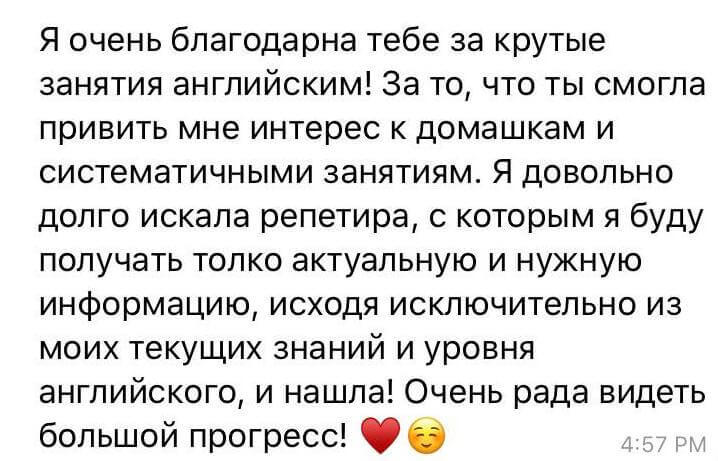 Я очень благодарна тебе за крутые
занятия английским! За то, что ты смогла
привить мне интерес к домашкам и
систематичными занятиям. Я довольно
долго искала репетира, с которым я буду
получать толко актуальную и нужную
информацию, исходя исключительно из
моих текущих знаний и уровня
английского, и нашла! Очень рада видеть
большой прогресс! ❤️☺️ 4:57 PM